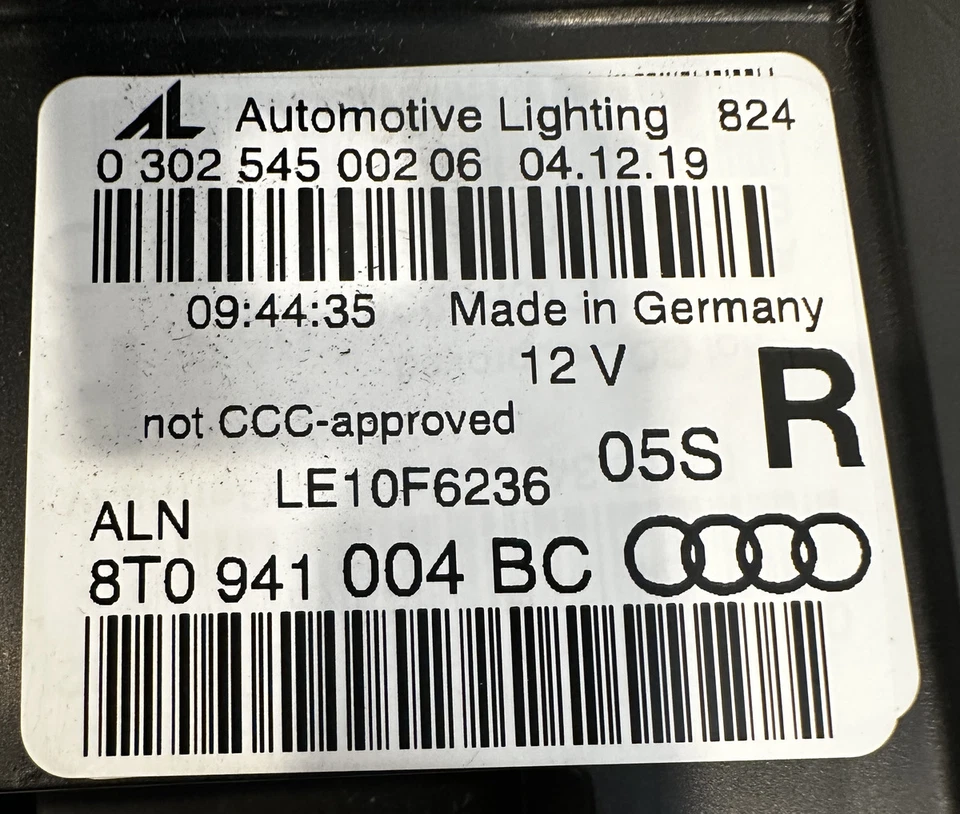 AL Automotive Lighting 824
0 302 545 002 06 04.12.19
09:44:35 Made in Germany
12 V
R
not CCC-approved
05S
LE10F6236
ALN
8T0 941 004 BC